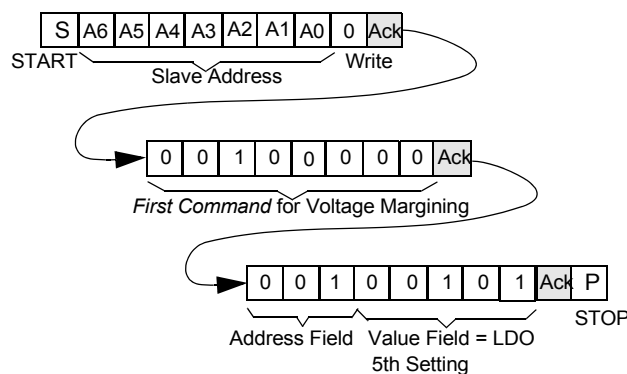 S A6 A5 A4 A3 A2 A1 A0 0 Ack
START Slave Address Write
0 0 1 0 0 0 0 0 Ack
First Command for Voltage Margining
0 0 1 0 0 1 0 1 Ack P
STOP
Address Field Value Field = LDO
5th Setting